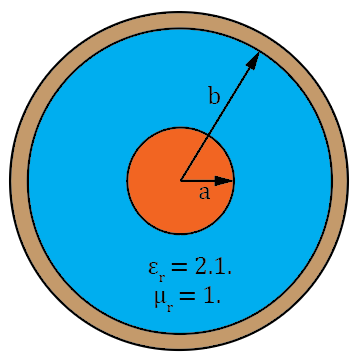 b
a
εᵣ = 2.1.
μᵣ = 1.